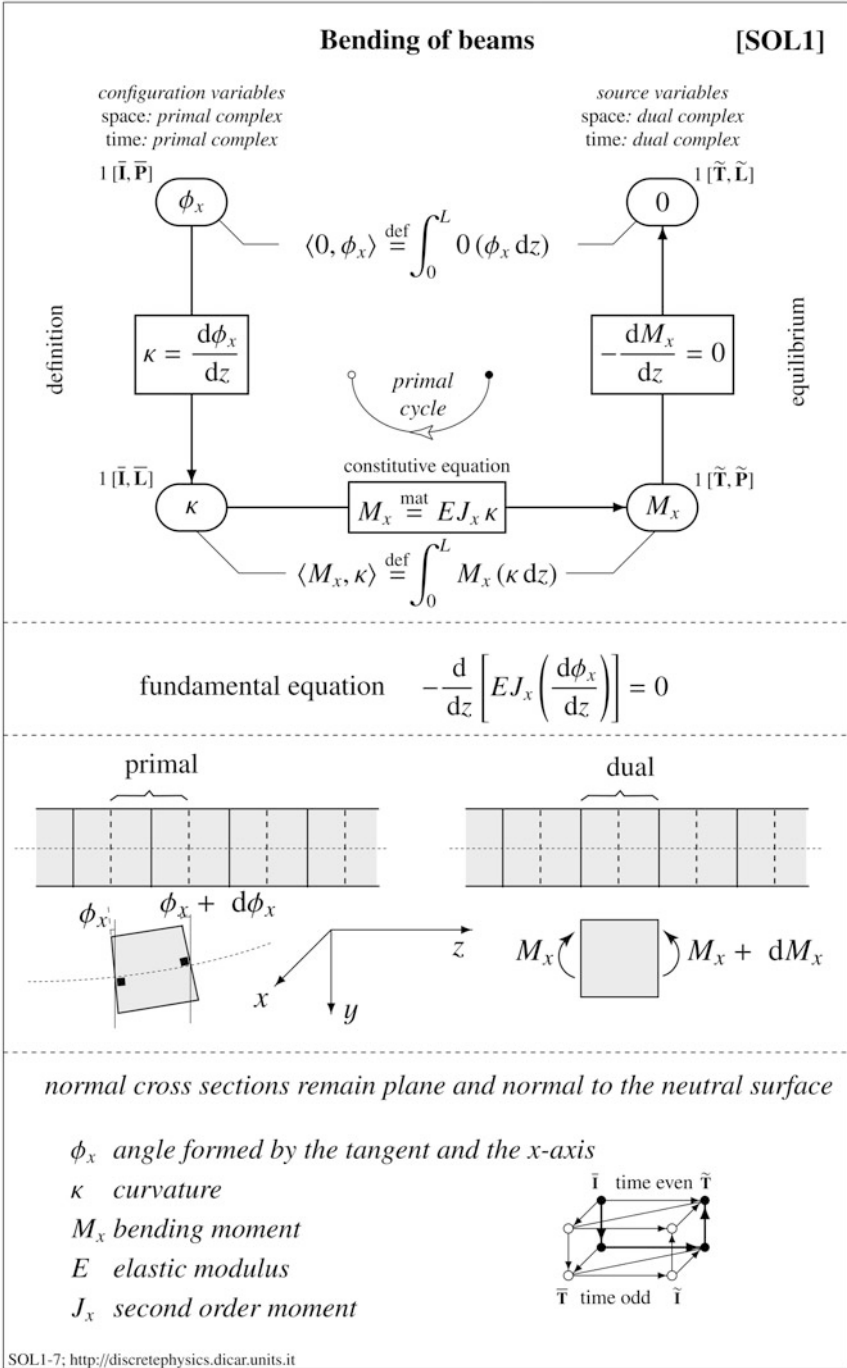 Bending of beams [SOL1]
configuration variables
space: primal complex
time: primal complex
source variables
space: dual complex
time: dual complex
1 [Ī, P̄]
1 [T̃, L̃]
ϕₓ
0
⟨0, ϕₓ⟩ def= ∫₀ᴸ 0 (ϕₓ dz)
definition
κ = dϕₓ/dz
primal
cycle
−dMₓ/dz = 0
equilibrium
1 [Ī, L̄]
constitutive equation
1 [T̃, P̃]
κ
Mₓ mat= EJₓ κ
Mₓ
⟨Mₓ, κ⟩ def= ∫₀ᴸ Mₓ (κ dz)
fundamental equation −d/dz [EJₓ (dϕₓ/dz)] = 0
primal
dual
ϕₓ
ϕₓ + dϕₓ
z
x
y
Mₓ
Mₓ + dMₓ
normal cross sections remain plane and normal to the neutral surface
ϕₓ angle formed by the tangent and the x-axis
κ curvature
Mₓ bending moment
E elastic modulus
Jₓ second order moment
Ī time even T̃
T̄ time odd Ĩ
SOL1-7; http://discretephysics.dicar.units.it